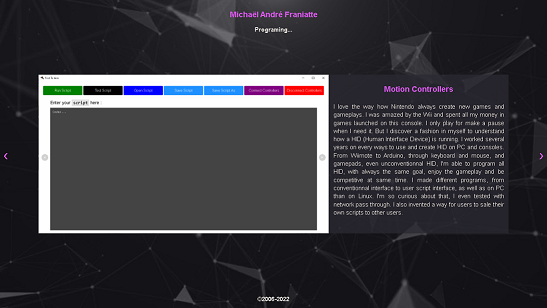 Michaël André Franiatte
Programing...
Run Script Test Script Open Script Save Script Save Script As Connect Controllers Disconnect Controllers
Enter your script here :
Motion Controllers
I love the way how Nintendo always create new games and
gameplays. I was amazed by the Wii and spent all my money in
games launched on this console. I only play for make a pause
when I need it. But I discover a fashion in myself to understand
how a HID (Human Interface Device) is running. I worked several
years on every ways to use and create HID on PC and consoles.
From Wiimote to Arduino, through keyboard and mouse, and
gamepads, even unconventionnal HID, I'm able to program all
HID, with always the same goal, enjoy the gameplay and be
competitive at same time. I made different programs, from
conventionnal interface to user script interface, as well as on PC
than on Linux. I'm so curious about that, I even tested with
network pass through. I also invented a way for users to sale their
own scripts to other users.
©2006-2022